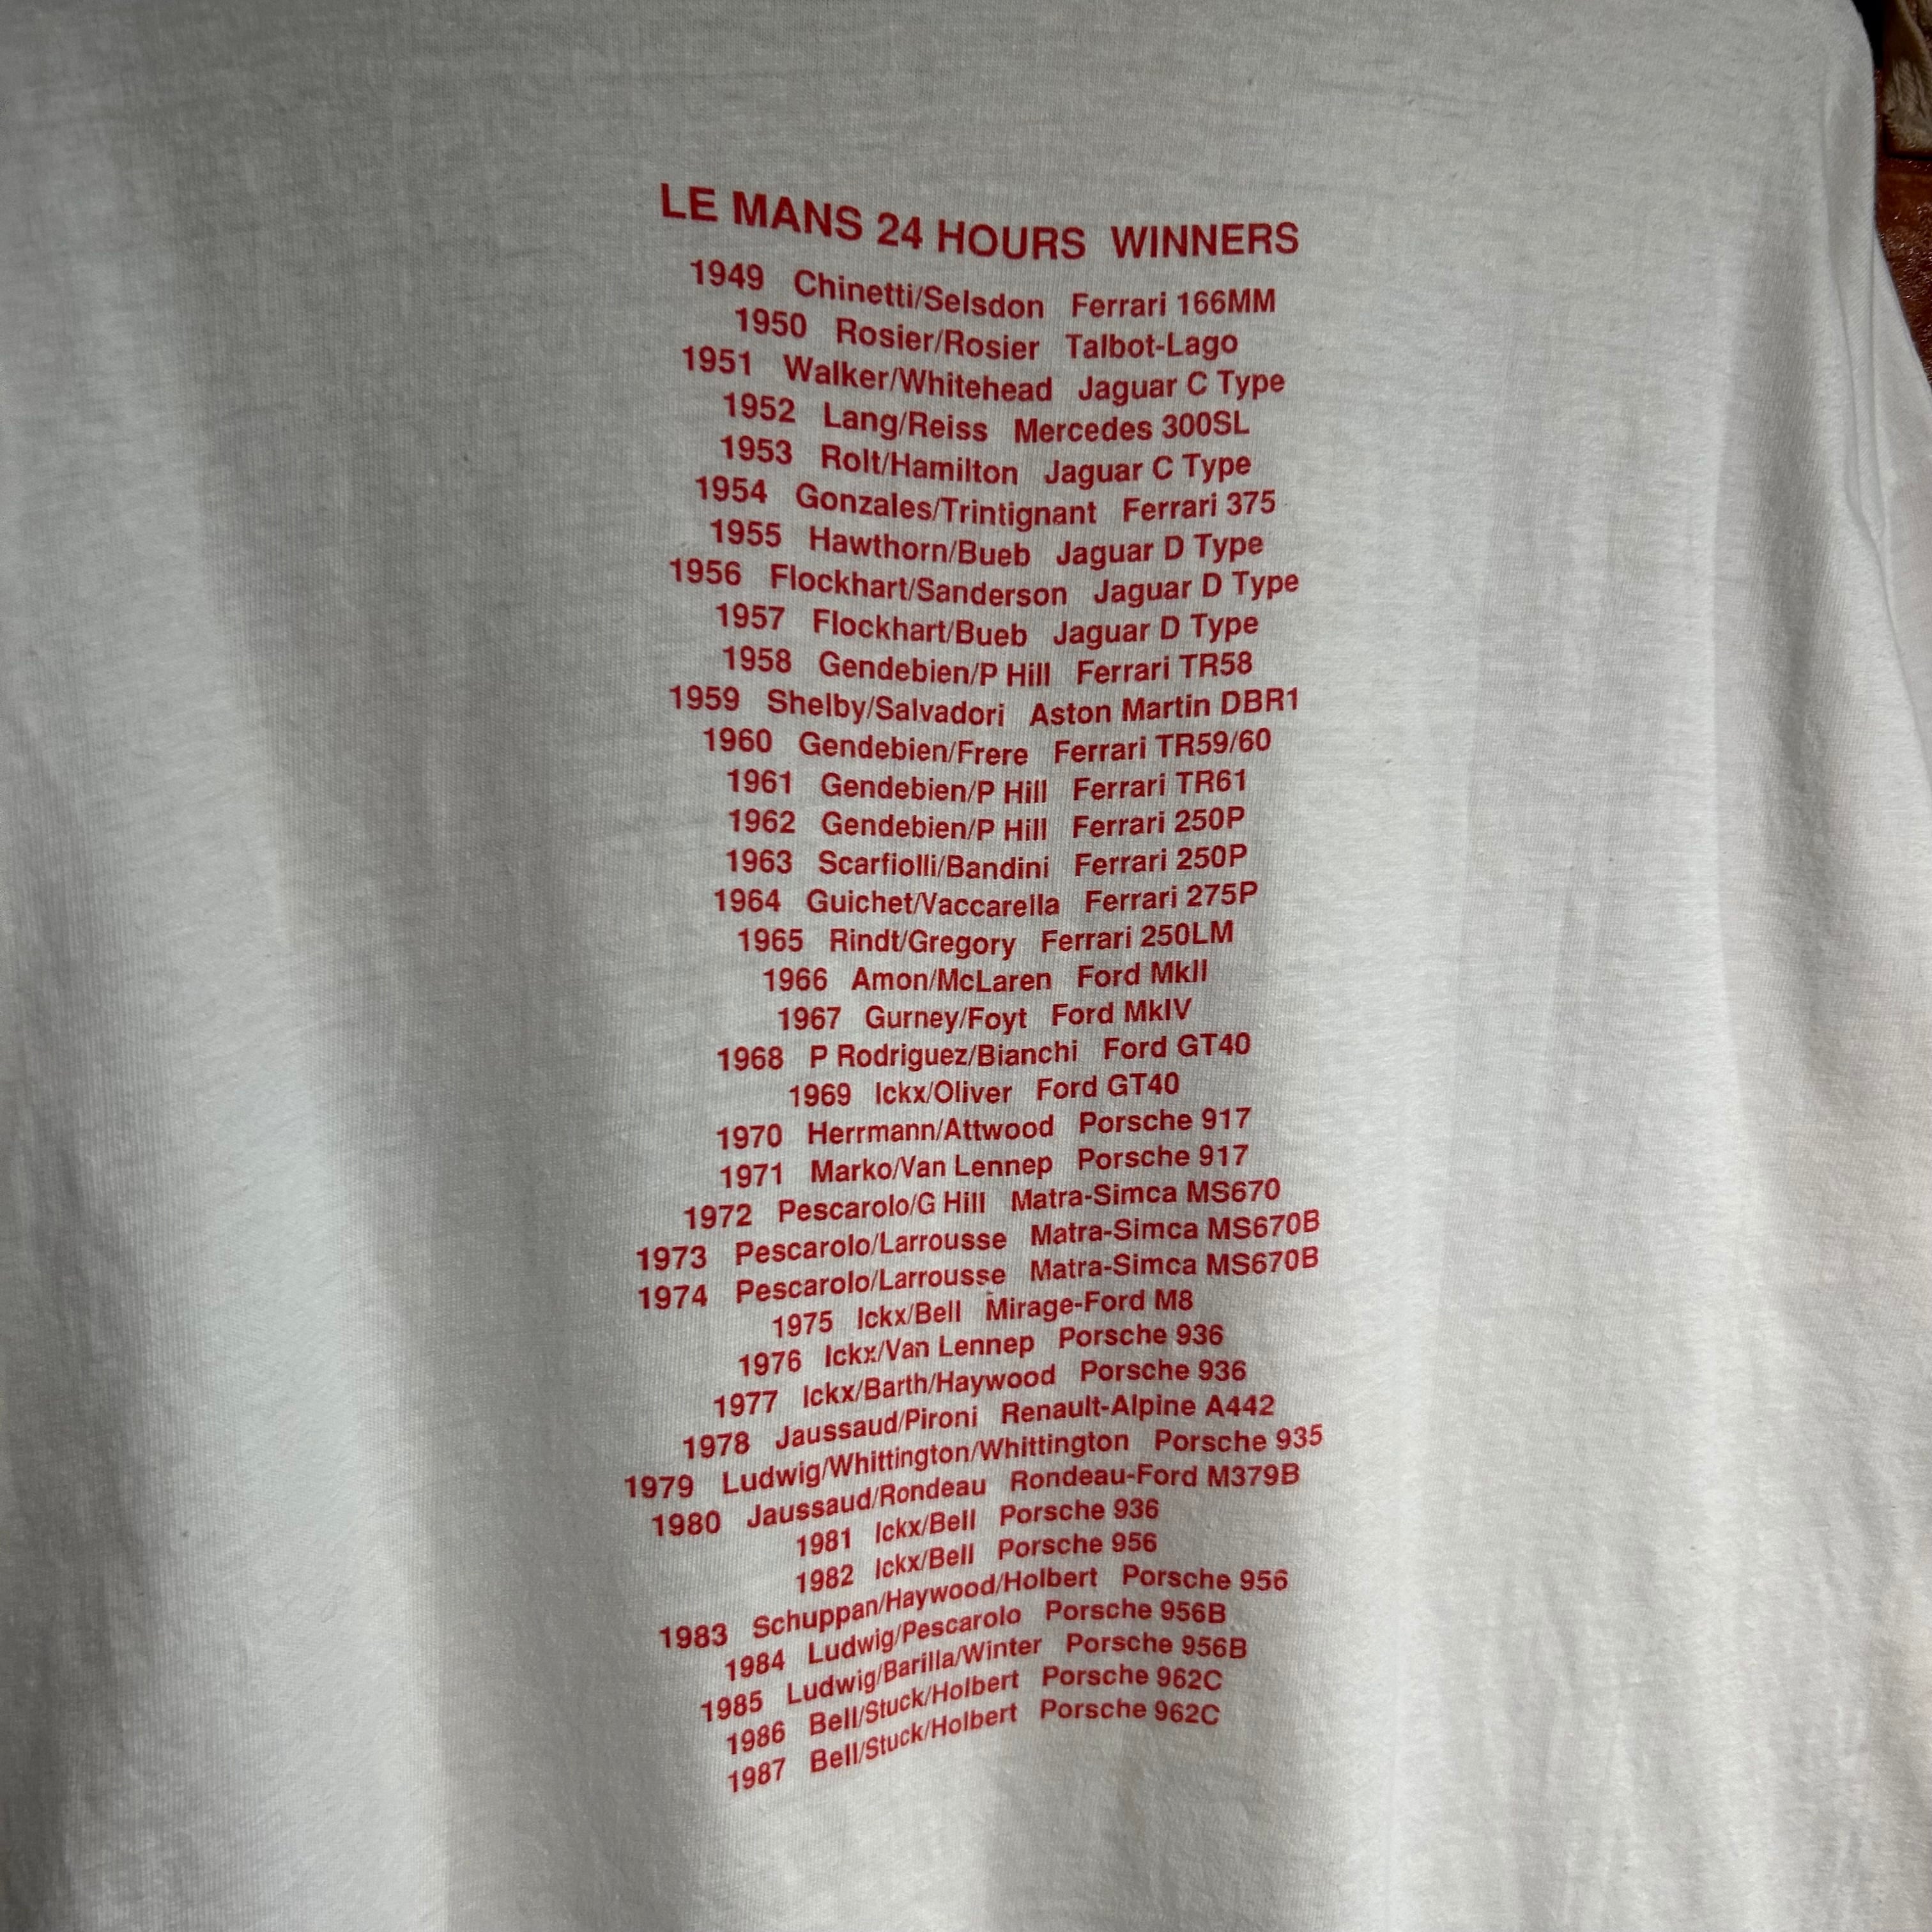 LE MANS 24 HOURS WINNERS
1949 Chinetti/Selsdon Ferrari 166MM
1950 Rosier/Rosier Talbot-Lago
1951 Walker/Whitehead Jaguar C Type
1952 Lang/Reiss Mercedes 300SL
1953 Rolt/Hamilton Jaguar C Type
1954 Gonzales/Trintignant Ferrari 375
1955 Hawthorn/Bueb Jaguar D Type
1956 Flockhart/Sanderson Jaguar D Type
1957 Flockhart/Bueb Jaguar D Type
1958 Gendebien/P Hill Ferrari TR58
1959 Shelby/Salvadori Aston Martin DBR1
1960 Gendebien/Frere Ferrari TR59/60
1961 Gendebien/P Hill Ferrari TR61
1962 Gendebien/P Hill Ferrari 250P
1963 Scarfiolli/Bandini Ferrari 250P
1964 Guichet/Vaccarella Ferrari 275P
1965 Rindt/Gregory Ferrari 250LM
1966 Amon/McLaren Ford MkII
1967 Gurney/Foyt Ford MkIV
1968 P Rodriguez/Bianchi Ford GT40
1969 Ickx/Oliver Ford GT40
1970 Herrmann/Attwood Porsche 917
1971 Marko/Van Lennep Porsche 917
1972 Pescarolo/G Hill Matra-Simca MS670
1973 Pescarolo/Larrousse Matra-Simca MS670B
1974 Pescarolo/Larrousse Matra-Simca MS670B
1975 Ickx/Bell Mirage-Ford M8
1976 Ickx/Van Lennep Porsche 936
1977 Ickx/Barth/Haywood Porsche 936
1978 Jaussaud/Pironi Renault-Alpine A442
1979 Ludwig/Whittington/Whittington Porsche 935
1980 Jaussaud/Rondeau Rondeau-Ford M379B
1981 Ickx/Bell Porsche 936
1982 Ickx/Bell Porsche 956
1983 Schuppan/Haywood/Holbert Porsche 956
1984 Ludwig/Pescarolo Porsche 956B
1985 Ludwig/Barilla/Winter Porsche 956B
1986 Bell/Stuck/Holbert Porsche 962C
1987 Bell/Stuck/Holbert Porsche 962C